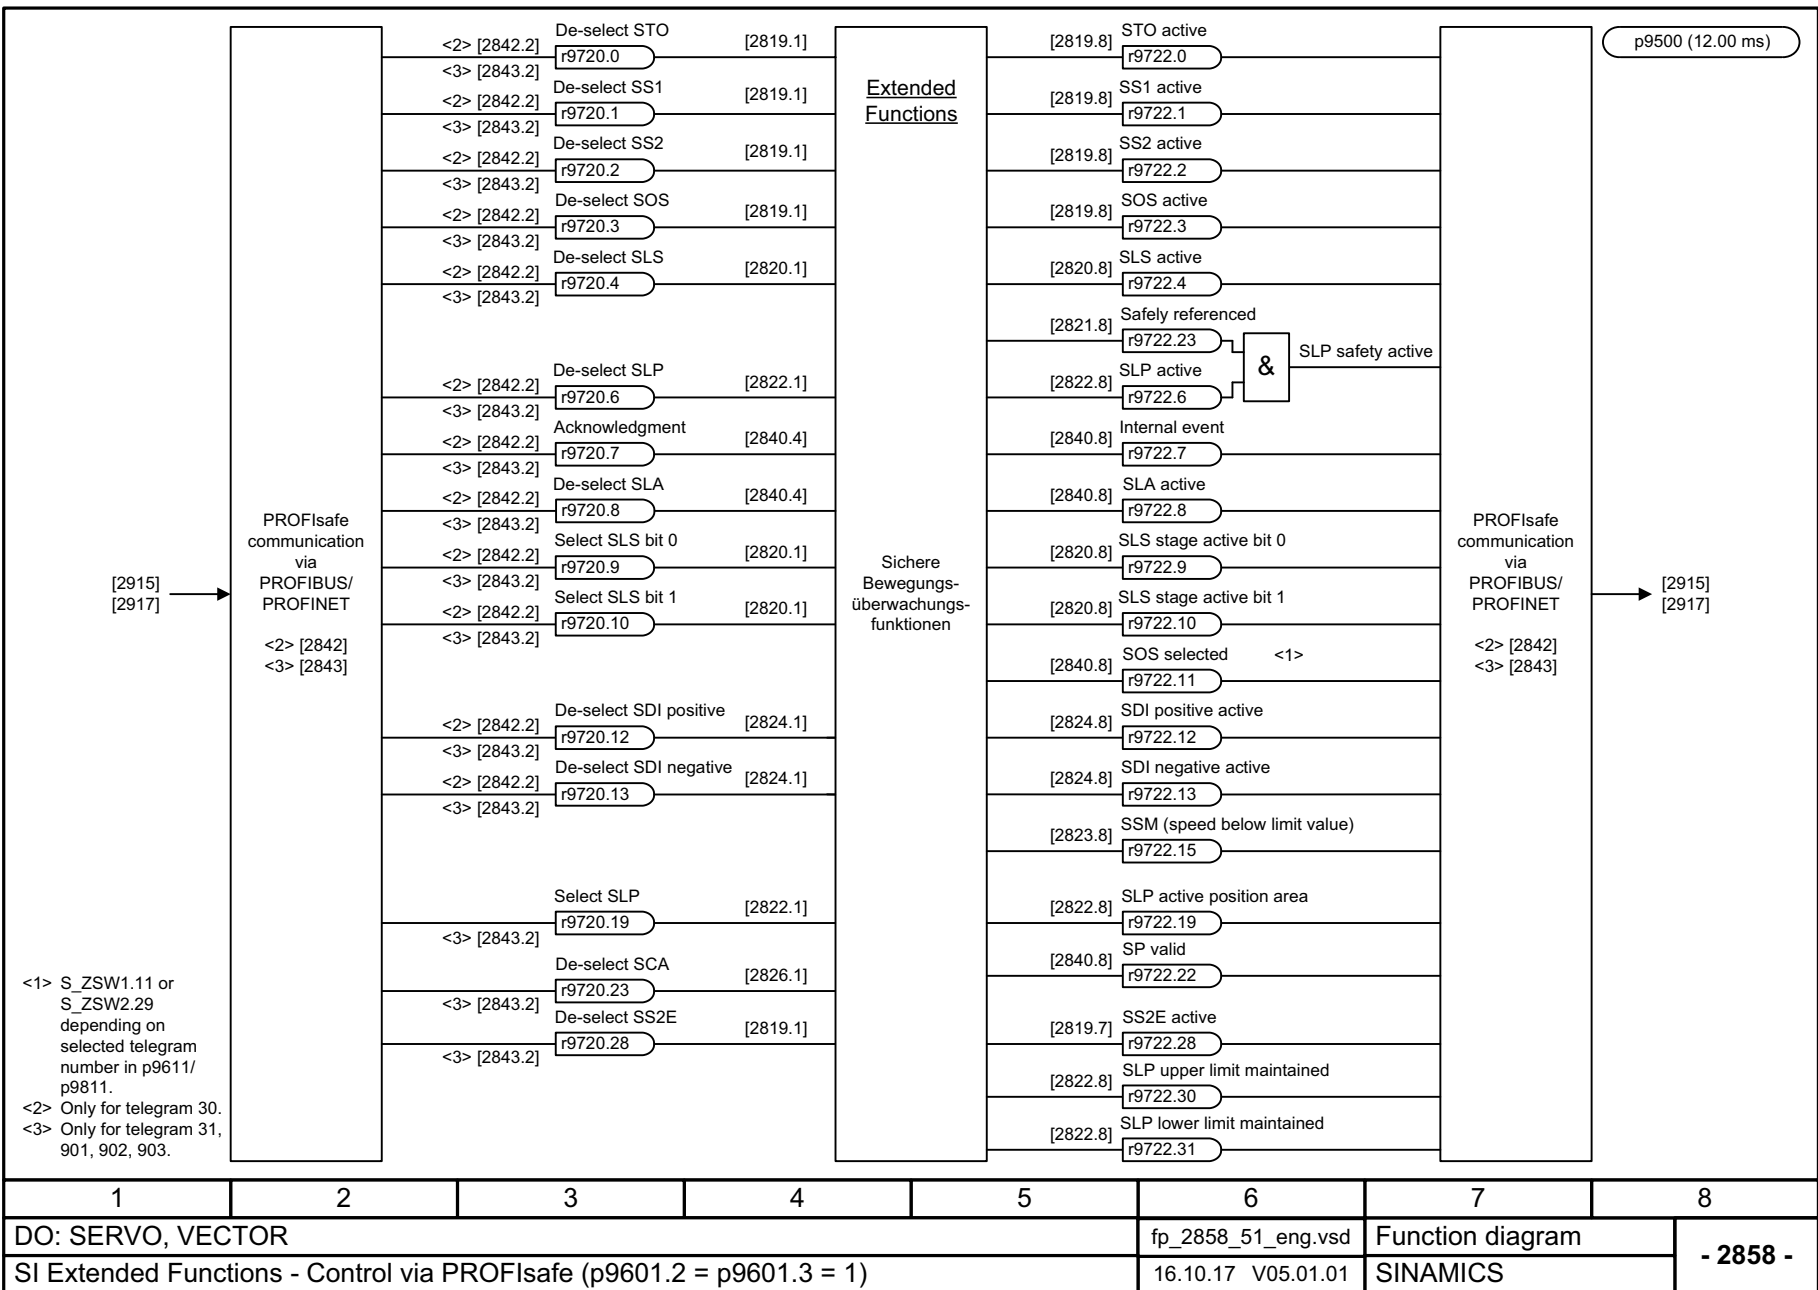 p9500 (12.00 ms)
[2915]
[2917]
PROFIsafe
communication
via
PROFIBUS/
PROFINET
<2> [2842]
<3> [2843]
<1> S_ZSW1.11 or
S_ZSW2.29
depending on
selected telegram
number in p9611/
p9811.
<2> Only for telegram 30.
<3> Only for telegram 31,
901, 902, 903.
De-select STO
<2> [2842.2] r9720.0 [2819.1]
<3> [2843.2]
De-select SS1
<2> [2842.2] r9720.1 [2819.1]
<3> [2843.2]
De-select SS2
<2> [2842.2] r9720.2 [2819.1]
<3> [2843.2]
De-select SOS
<2> [2842.2] r9720.3 [2819.1]
<3> [2843.2]
De-select SLS
<2> [2842.2] r9720.4 [2820.1]
<3> [2843.2]
De-select SLP
<2> [2842.2] r9720.6 [2822.1]
<3> [2843.2]
Acknowledgment
<2> [2842.2] r9720.7 [2840.4]
<3> [2843.2]
De-select SLA
<2> [2842.2] r9720.8 [2840.4]
<3> [2843.2]
Select SLS bit 0
<2> [2842.2] r9720.9 [2820.1]
<3> [2843.2]
Select SLS bit 1
<2> [2842.2] r9720.10 [2820.1]
<3> [2843.2]
De-select SDI positive
<2> [2842.2] r9720.12 [2824.1]
<3> [2843.2]
De-select SDI negative
<2> [2842.2] r9720.13 [2824.1]
<3> [2843.2]
Select SLP
r9720.19 [2822.1]
<3> [2843.2]
De-select SCA
r9720.23 [2826.1]
<3> [2843.2]
De-select SS2E
r9720.28 [2819.1]
<3> [2843.2]
Extended
Functions
Sichere
Bewegungs-
überwachungs-
funktionen
STO active
[2819.8] r9722.0
SS1 active
[2819.8] r9722.1
SS2 active
[2819.8] r9722.2
SOS active
[2819.8] r9722.3
SLS active
[2820.8] r9722.4
Safely referenced
[2821.8] r9722.23
& SLP safety active
SLP active
[2822.8] r9722.6
Internal event
[2840.8] r9722.7
SLA active
[2840.8] r9722.8
SLS stage active bit 0
[2820.8] r9722.9
SLS stage active bit 1
[2820.8] r9722.10
SOS selected <1>
[2840.8] r9722.11
SDI positive active
[2824.8] r9722.12
SDI negative active
[2824.8] r9722.13
SSM (speed below limit value)
[2823.8] r9722.15
SLP active position area
[2822.8] r9722.19
SP valid
[2840.8] r9722.22
SS2E active
[2819.7] r9722.28
SLP upper limit maintained
[2822.8] r9722.30
SLP lower limit maintained
[2822.8] r9722.31
PROFIsafe
communication
via
PROFIBUS/
PROFINET
<2> [2842]
<3> [2843]
[2915]
[2917]
1 2 3 4 5 6 7 8
DO: SERVO, VECTOR fp_2858_51_eng.vsd Function diagram - 2858 -
SI Extended Functions - Control via PROFIsafe (p9601.2 = p9601.3 = 1) 16.10.17 V05.01.01 SINAMICS